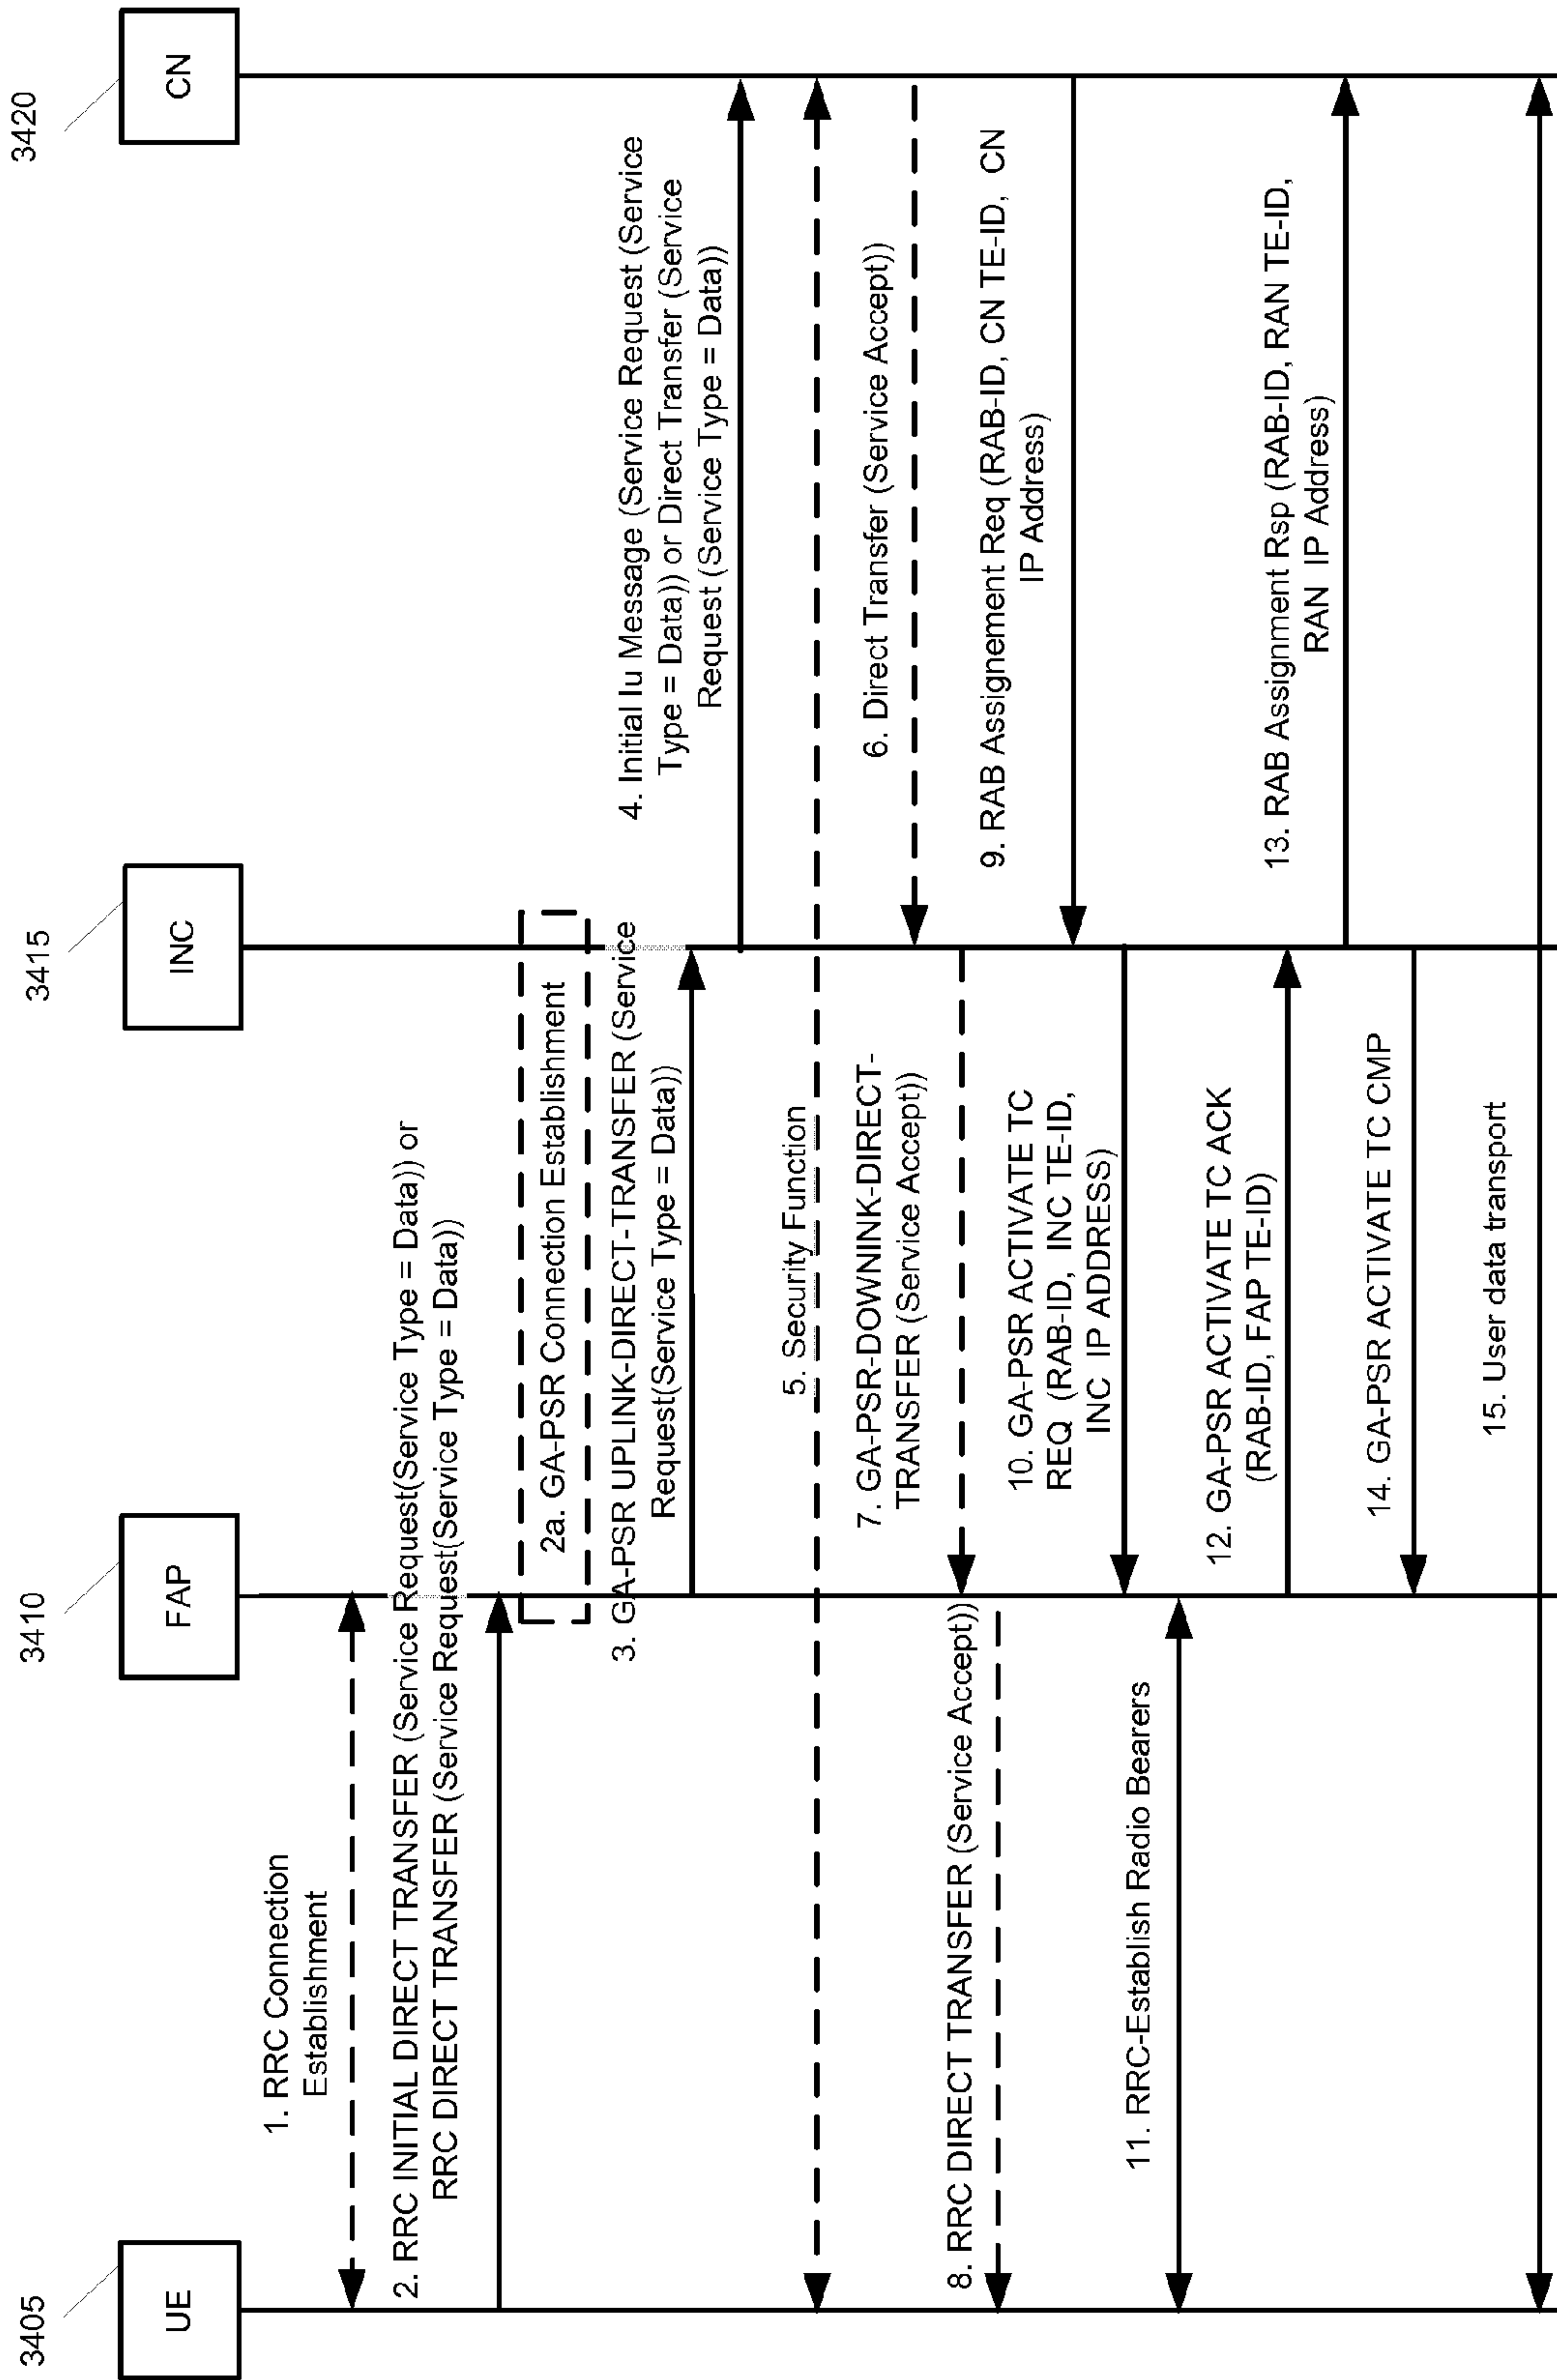 3405
3410
3415
3420
UE
FAP
INC
CN
1. RRC Connection
Establishment
2. RRC INITIAL DIRECT TRANSFER (Service Request(Service Type = Data)) or
RRC DIRECT TRANSFER (Service Request(Service Type = Data))
2a. GA-PSR Connection Establishment
3. GA-PSR UPLINK-DIRECT-TRANSFER (Service
Request(Service Type = Data))
4. Initial Iu Message (Service Request (Service
Type = Data)) or Direct Transfer (Service
Request (Service Type = Data))
5. Security Function
6. Direct Transfer (Service Accept))
7. GA-PSR-DOWNINK-DIRECT-
TRANSFER (Service Accept))
8. RRC DIRECT TRANSFER (Service Accept))
9. RAB Assignement Req (RAB-ID, CN TE-ID, CN
IP Address)
10. GA-PSR ACTIVATE TC
REQ (RAB-ID, INC TE-ID,
INC IP ADDRESS)
11. RRC-Establish Radio Bearers
12. GA-PSR ACTIVATE TC ACK
(RAB-ID, FAP TE-ID)
13. RAB Assignment Rsp (RAB-ID, RAN TE-ID,
RAN IP Address)
14. GA-PSR ACTIVATE TC CMP
15. User data transport